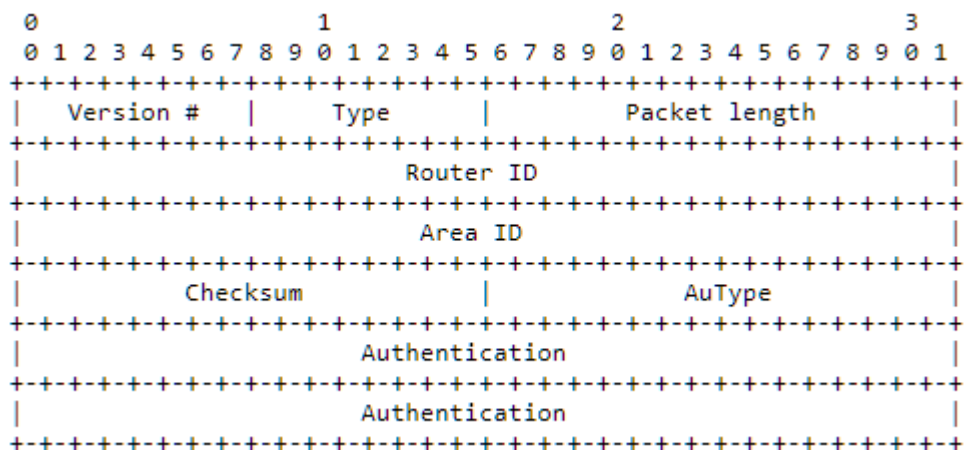 0                   1                   2                   3
 0 1 2 3 4 5 6 7 8 9 0 1 2 3 4 5 6 7 8 9 0 1 2 3 4 5 6 7 8 9 0 1
+-+-+-+-+-+-+-+-+-+-+-+-+-+-+-+-+-+-+-+-+-+-+-+-+-+-+-+-+-+-+-+-+
|   Version #   |     Type      |         Packet length         |
+-+-+-+-+-+-+-+-+-+-+-+-+-+-+-+-+-+-+-+-+-+-+-+-+-+-+-+-+-+-+-+-+
|                          Router ID                            |
+-+-+-+-+-+-+-+-+-+-+-+-+-+-+-+-+-+-+-+-+-+-+-+-+-+-+-+-+-+-+-+-+
|                           Area ID                             |
+-+-+-+-+-+-+-+-+-+-+-+-+-+-+-+-+-+-+-+-+-+-+-+-+-+-+-+-+-+-+-+-+
|           Checksum            |             AuType            |
+-+-+-+-+-+-+-+-+-+-+-+-+-+-+-+-+-+-+-+-+-+-+-+-+-+-+-+-+-+-+-+-+
|                       Authentication                          |
+-+-+-+-+-+-+-+-+-+-+-+-+-+-+-+-+-+-+-+-+-+-+-+-+-+-+-+-+-+-+-+-+
|                       Authentication                          |
+-+-+-+-+-+-+-+-+-+-+-+-+-+-+-+-+-+-+-+-+-+-+-+-+-+-+-+-+-+-+-+-+